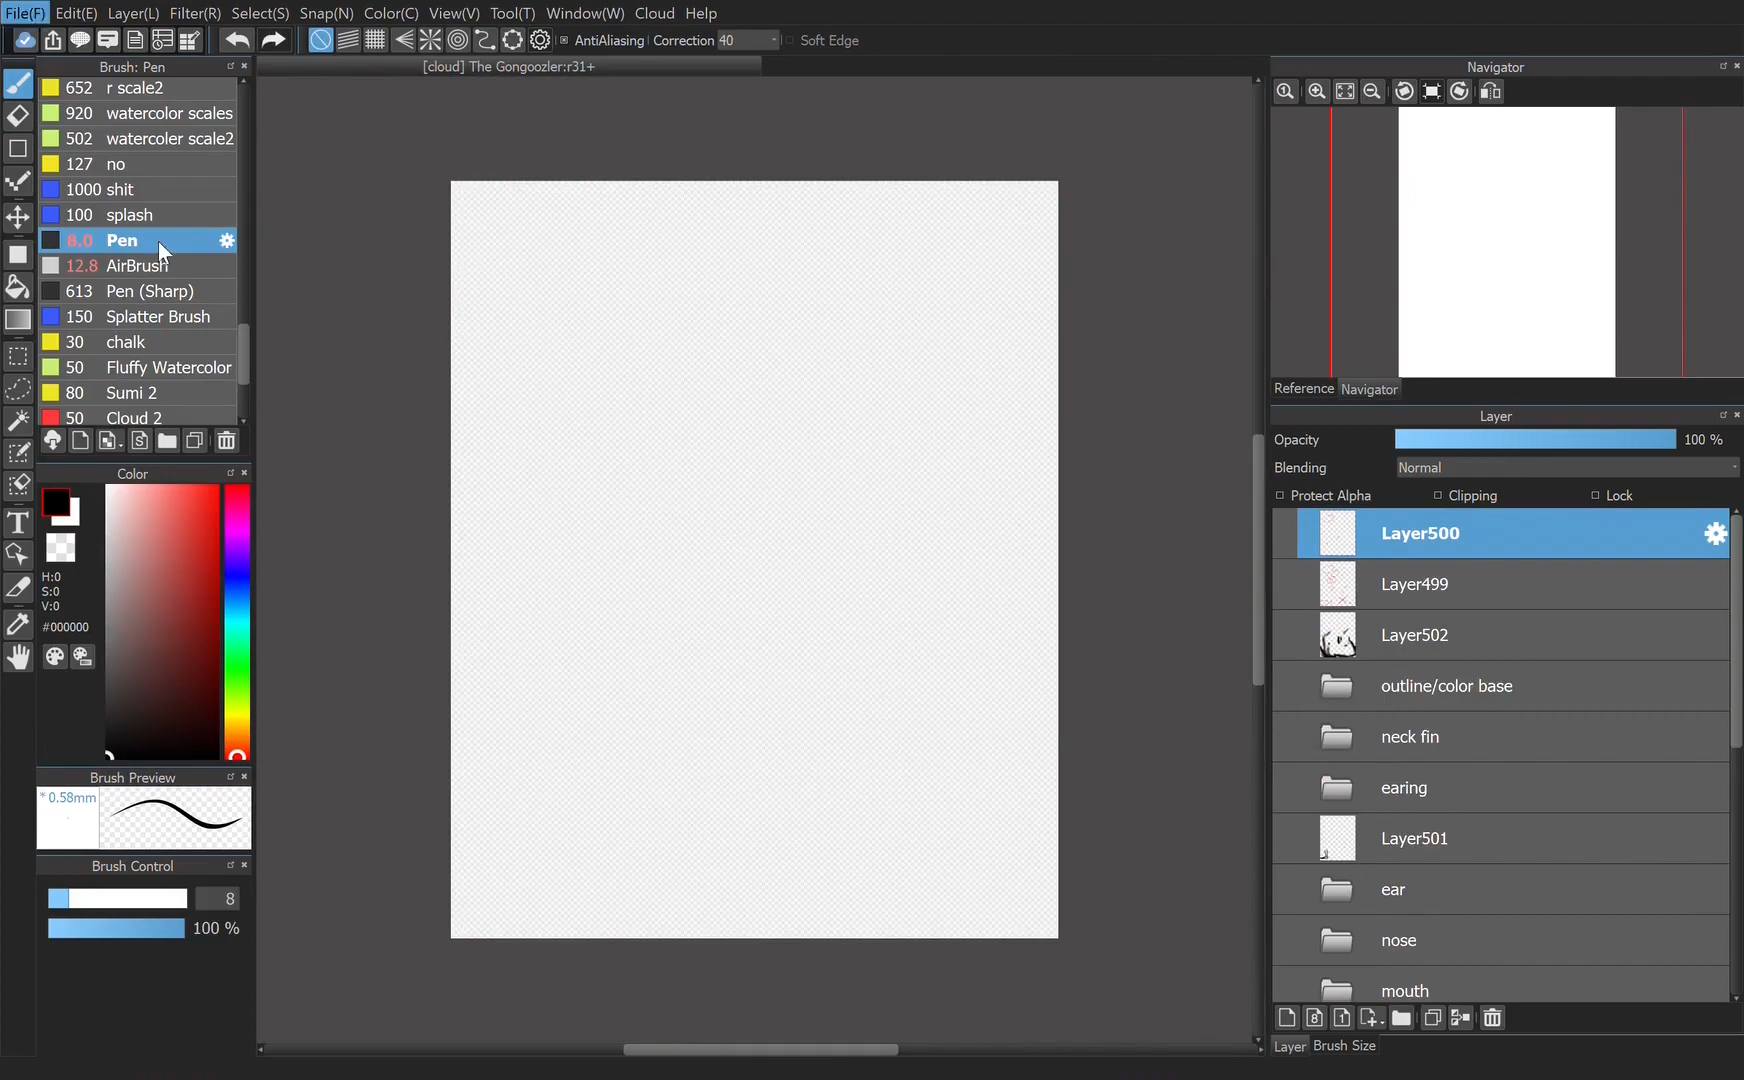 File(F) Edit(E) Layer(L) Filter(R) Select(S) Snap(N) Color(C) View(V) Tool(T) Window(W) Cloud Help
AntiAliasing Correction 40 Soft Edge
Brush: Pen
[cloud] The Gongoozler:r31+
Navigator
652 r scale2
920 watercolor scales
502 watercoler scale2
127 no
1000 shit
100 splash
8.0 Pen
12.8 AirBrush
613 Pen (Sharp)
150 Splatter Brush
30 chalk
50 Fluffy Watercolor
80 Sumi 2
50 Cloud 2
Color
H:0
S:0
V:0
#000000
Brush Preview
* 0.58mm
Brush Control
8
100 %
Reference Navigator
Layer
Opacity 100 %
Blending Normal
Protect Alpha Clipping Lock
Layer500
Layer499
Layer502
outline/color base
neck fin
earing
Layer501
ear
nose
mouth
Layer Brush Size